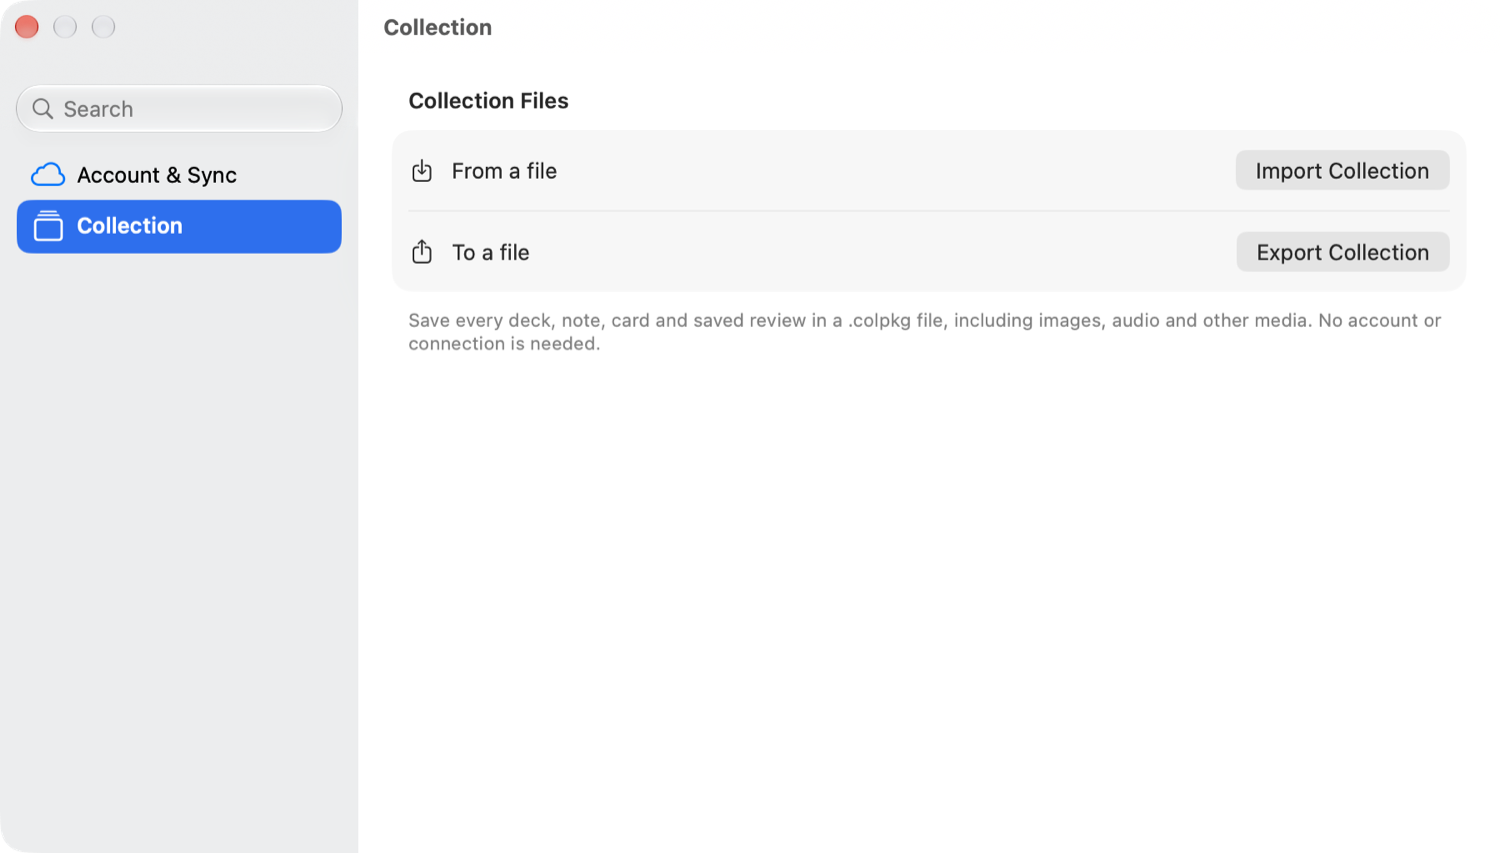 Collection
Search
Account & Sync
Collection
Collection Files
From a file
Import Collection
To a file
Export Collection
Save every deck, note, card and saved review in a .colpkg file, including images, audio and other media. No account or
connection is needed.